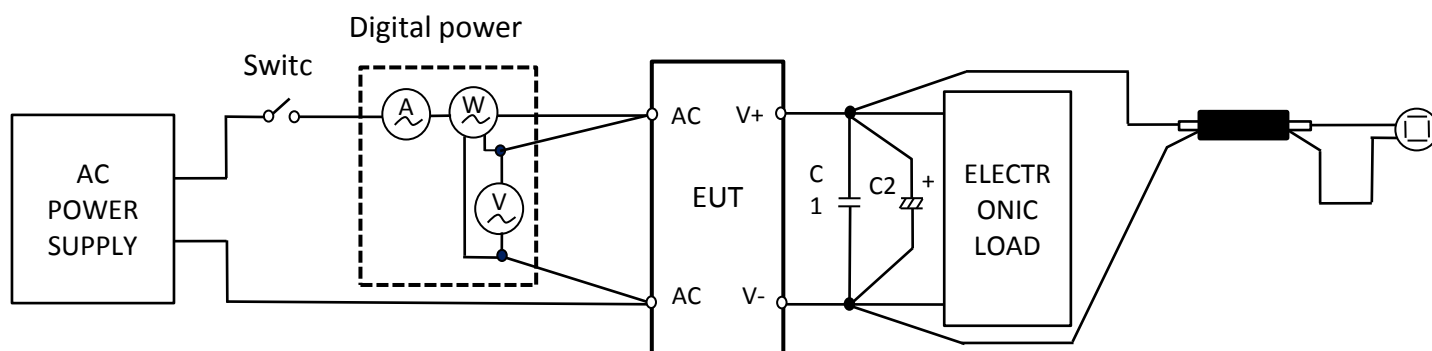 Digital power
Switc
A
W
V
AC
POWER
SUPPLY
AC
V+
EUT
AC
V-
C
1
C2
+
ELECTR
ONIC
LOAD